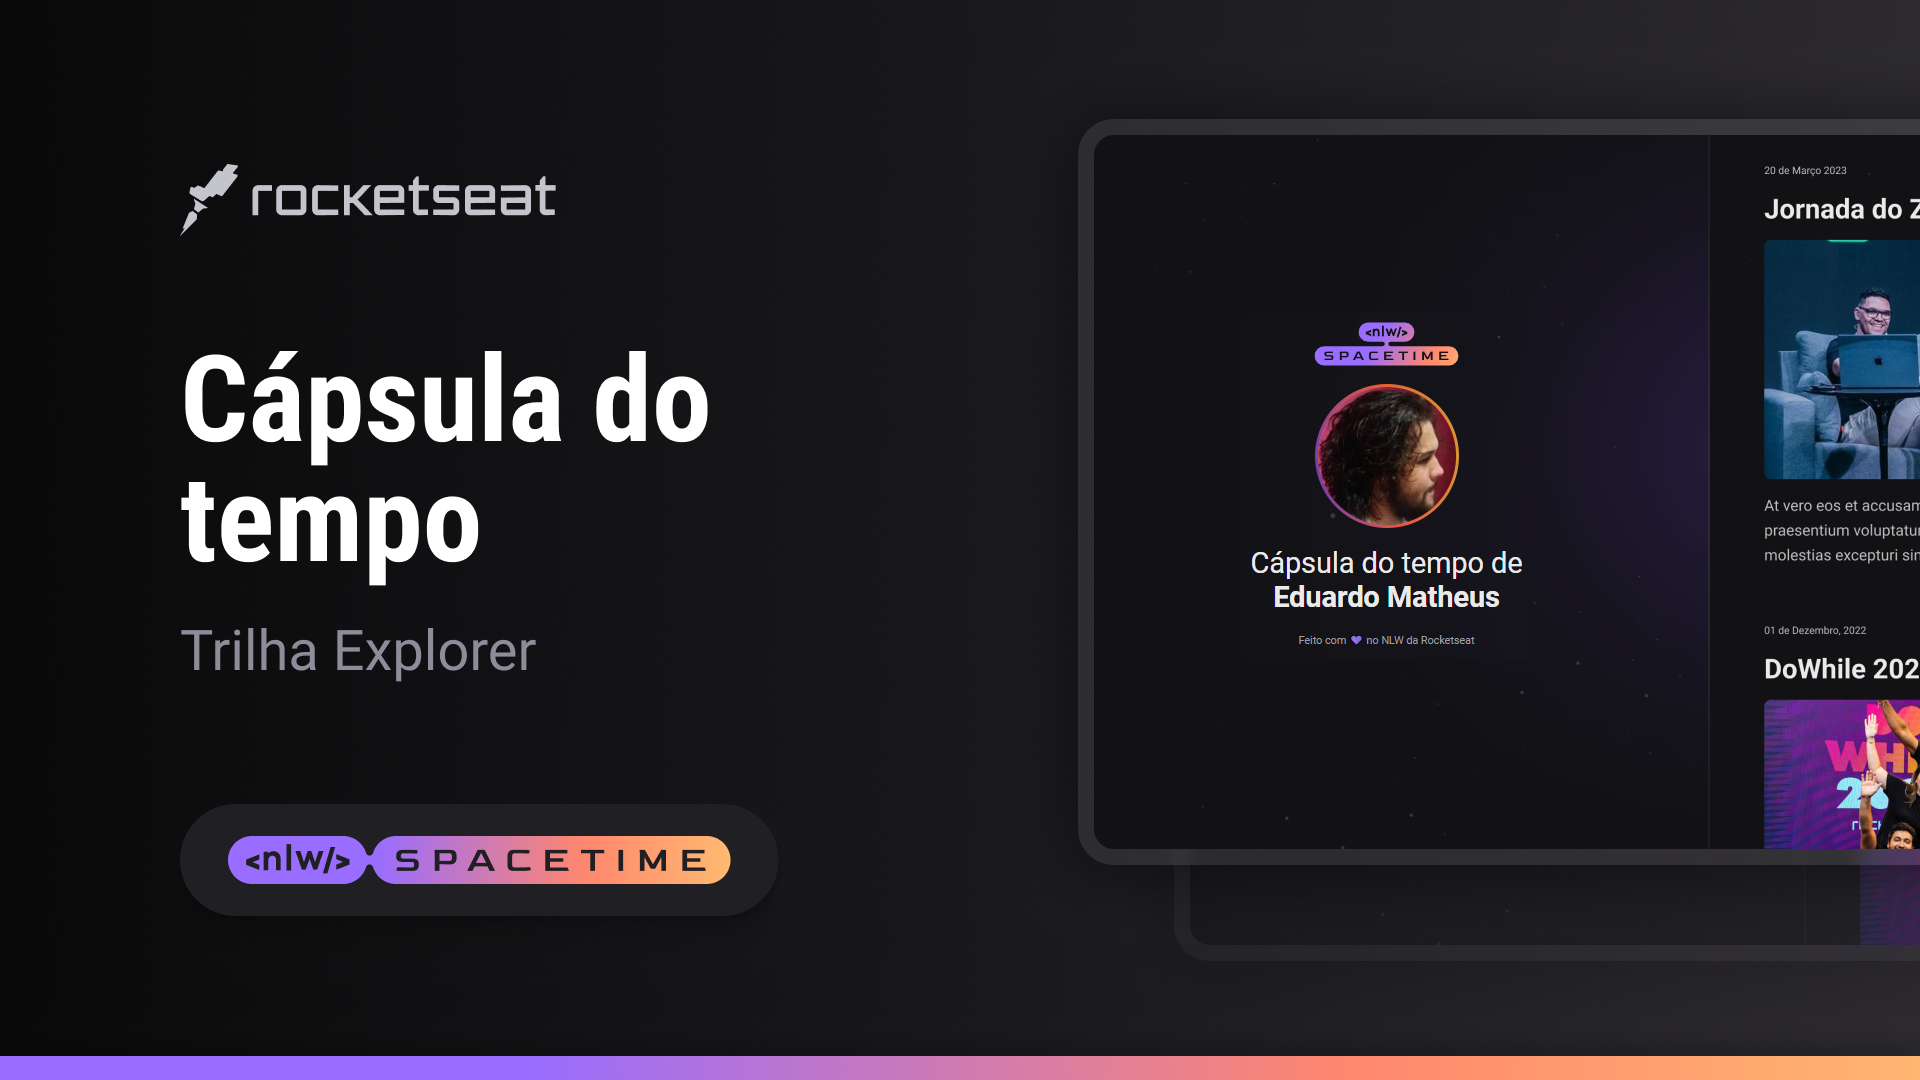 rocketseat
Cápsula do
tempo
Trilha Explorer
<nlw/> SPACETIME
<nlw/>
SPACETIME
Cápsula do tempo de
Eduardo Matheus
Feito com no NLW da Rocketseat
20 de Março 2023
Jornada do
At vero eos et accusam
praesentium voluptatu
molestias excepturi sin
01 de Dezembro, 2022
DoWhile 202